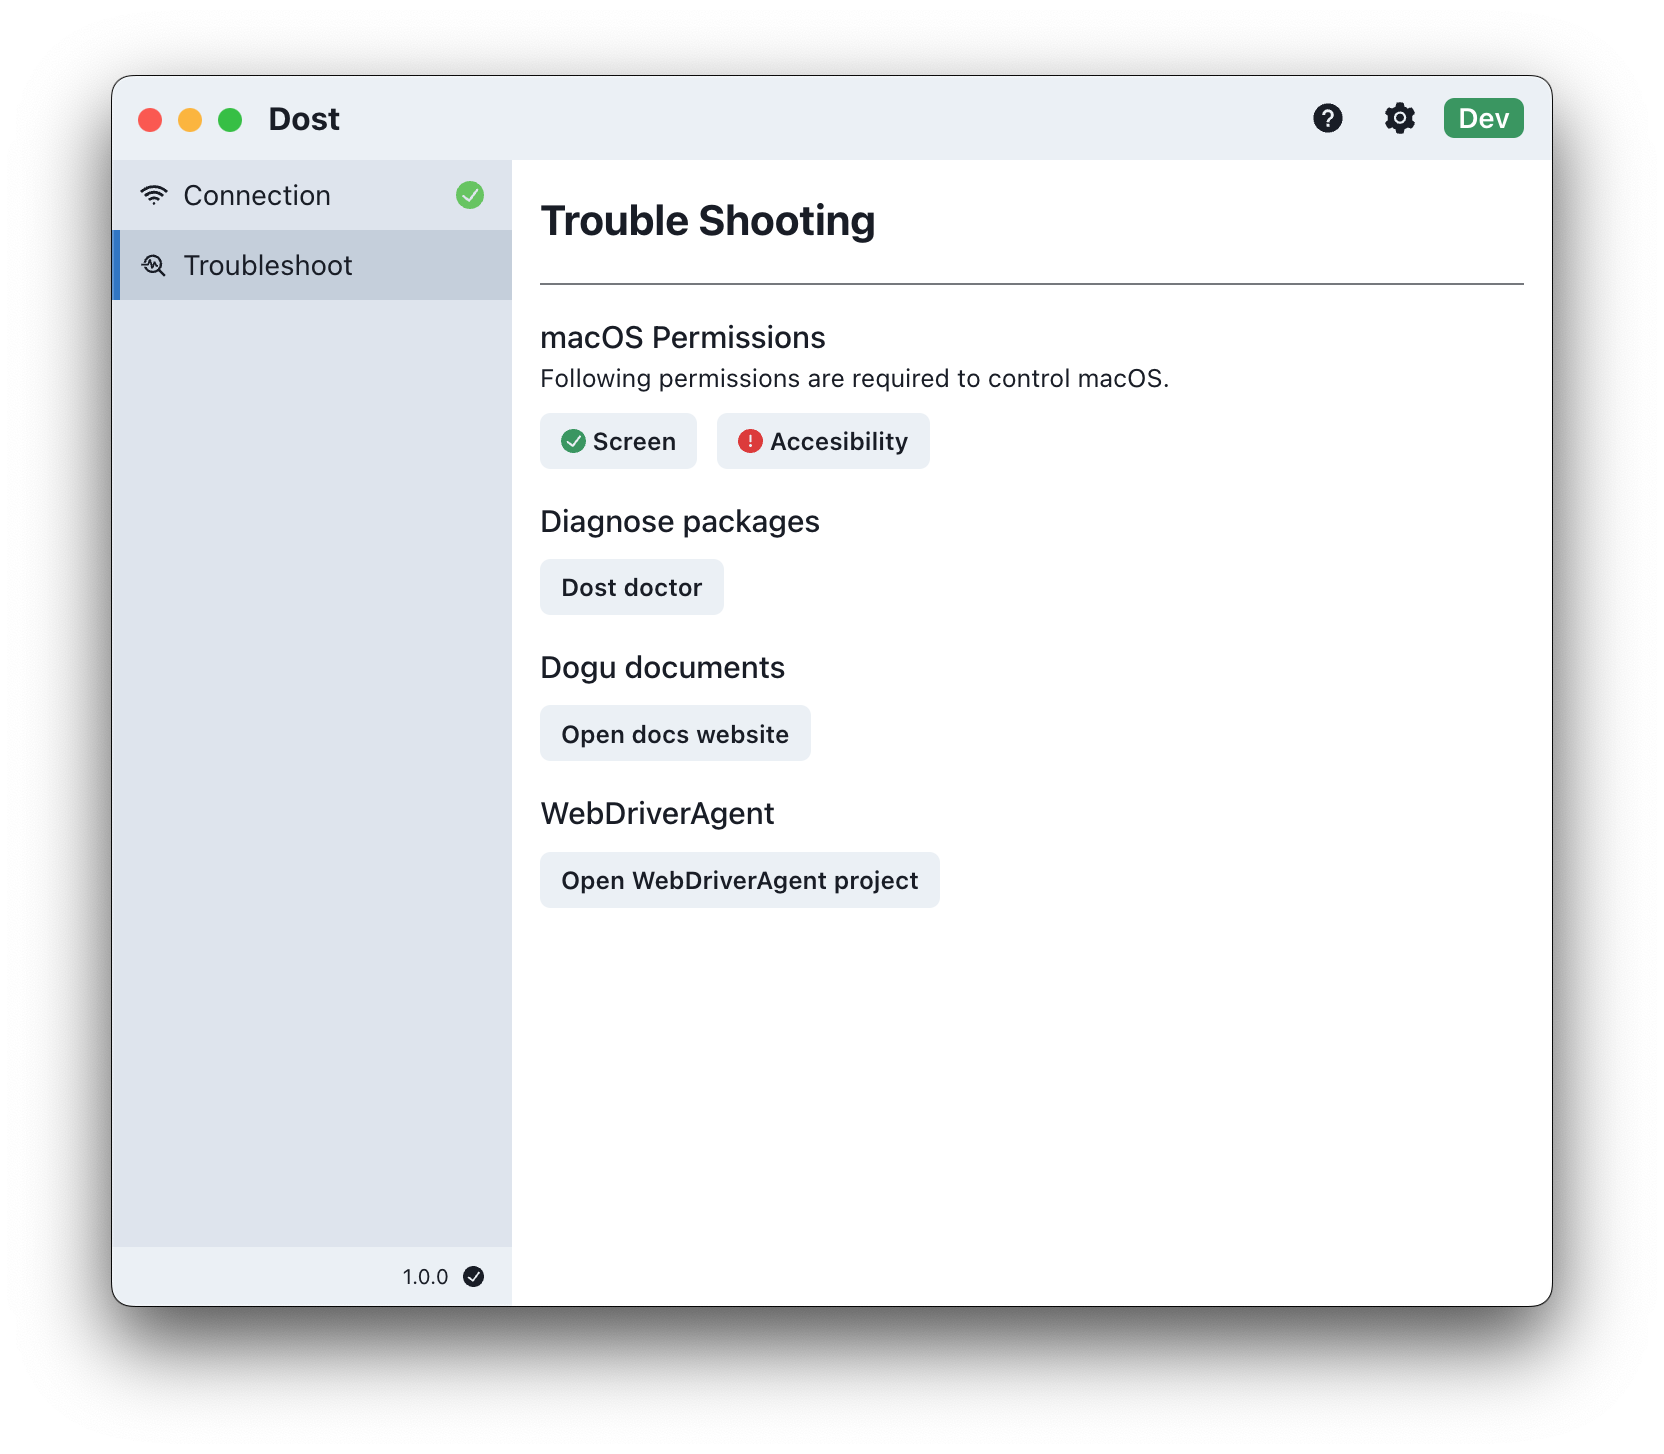 Dost
Dev
Connection
Troubleshoot
Trouble Shooting
macOS Permissions
Following permissions are required to control macOS.
Screen
Accesibility
Diagnose packages
Dost doctor
Dogu documents
Open docs website
WebDriverAgent
Open WebDriverAgent project
1.0.0